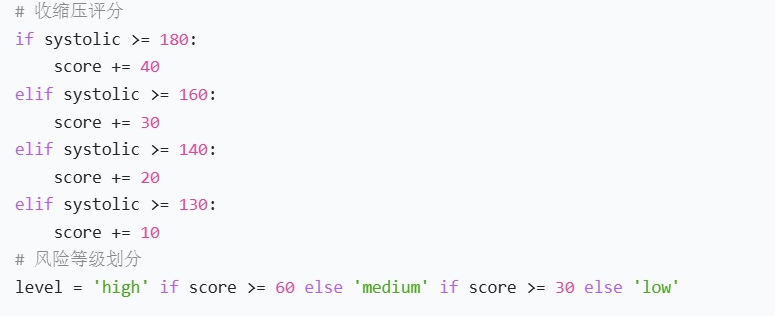 # 收缩压评分
if systolic >= 180:
    score += 40
elif systolic >= 160:
    score += 30
elif systolic >= 140:
    score += 20
elif systolic >= 130:
    score += 10
# 风险等级划分
level = 'high' if score >= 60 else 'medium' if score >= 30 else 'low'